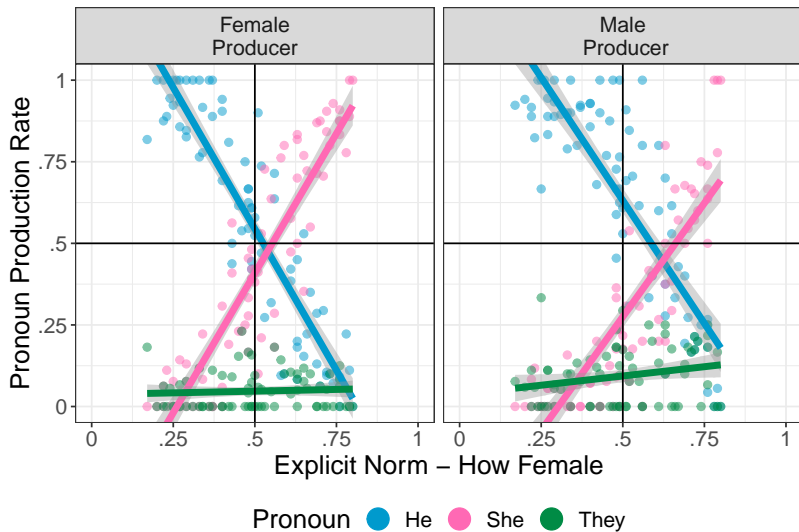 Female
Producer
Male
Producer
Pronoun Production Rate
1
.75
.5
.25
0
0 .25 .5 .75 1
0 .25 .5 .75 1
Explicit Norm − How Female
Pronoun He She They